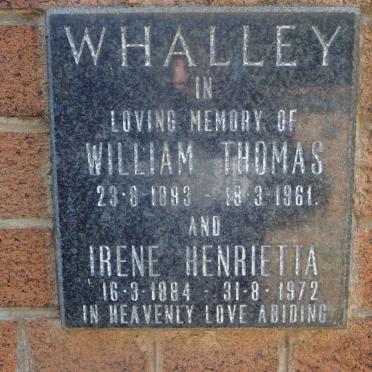 WHALLEY
IN
LOVING MEMORY OF
WILLIAM THOMAS
23-8-1893 - 18-3-1961.
AND
IRENE HENRIETTA
16-3-1884 - 31-8-1972
IN HEAVENLY LOVE ABIDING